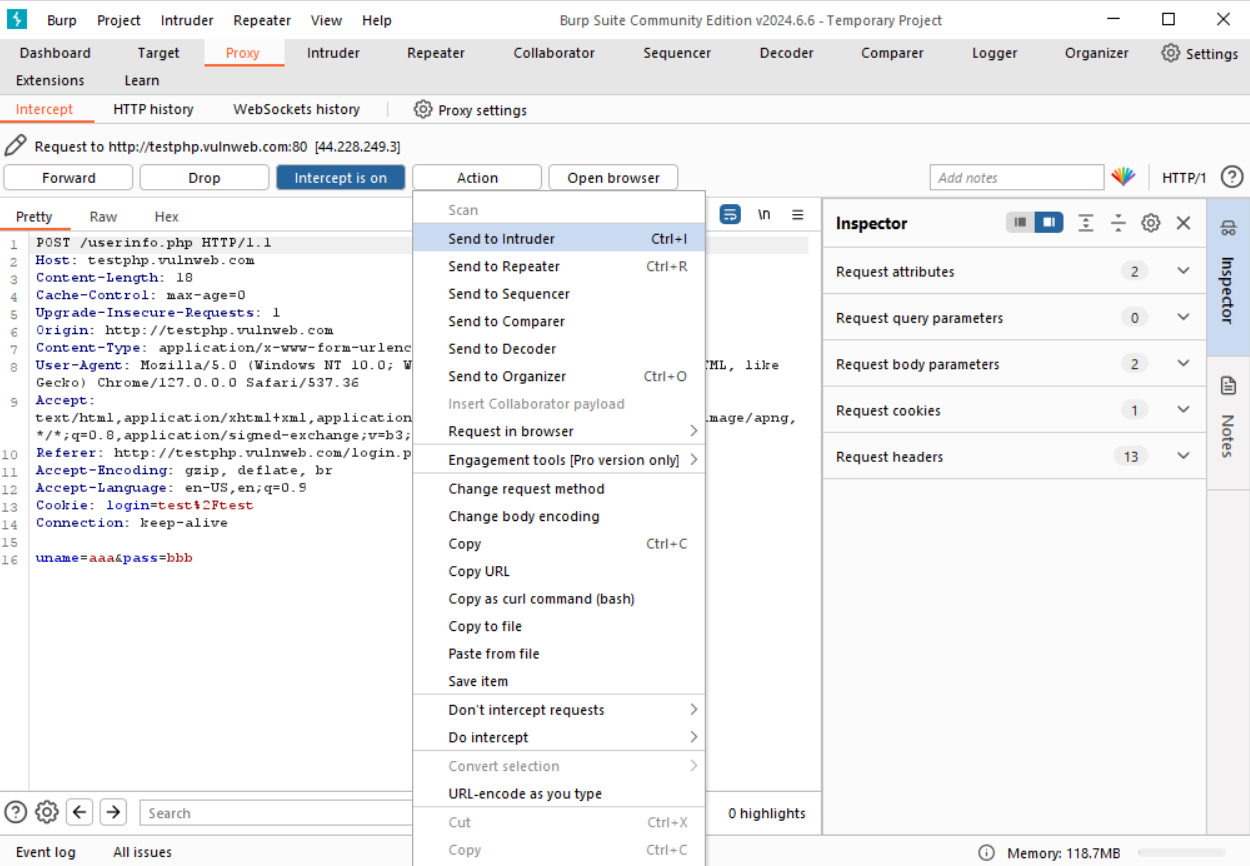 Burp Project Intruder Repeater View Help Burp Suite Community Edition v2024.6.6 - Temporary Project
Dashboard Target Proxy Intruder Repeater Collaborator Sequencer Decoder Comparer Logger Organizer Settings
Extensions Learn
Intercept HTTP history WebSockets history Proxy settings
Request to http://testphp.vulnweb.com:80 [44.228.249.3]
Forward Drop Intercept is on Action Open browser Add notes HTTP/1 ?
Pretty Raw Hex \n
1 POST /userinfo.php HTTP/1.1
2 Host: testphp.vulnweb.com
3 Content-Length: 18
4 Cache-Control: max-age=0
5 Upgrade-Insecure-Requests: 1
6 Origin: http://testphp.vulnweb.com
7 Content-Type: application/x-www-form-urlenc
8 User-Agent: Mozilla/5.0 (Windows NT 10.0; W TML, like
Gecko) Chrome/127.0.0.0 Safari/537.36
9 Accept:
text/html,application/xhtml+xml,application image/apng,
*/*;q=0.8,application/signed-exchange;v=b3;
10 Referer: http://testphp.vulnweb.com/login.p
11 Accept-Encoding: gzip, deflate, br
12 Accept-Language: en-US,en;q=0.9
13 Cookie: login=test%2Ftest
14 Connection: keep-alive
15
16 uname=aaa&pass=bbb
Scan
Send to Intruder Ctrl+I
Send to Repeater Ctrl+R
Send to Sequencer
Send to Comparer
Send to Decoder
Send to Organizer Ctrl+O
Insert Collaborator payload
Request in browser
Engagement tools [Pro version only]
Change request method
Change body encoding
Copy Ctrl+C
Copy URL
Copy as curl command (bash)
Copy to file
Paste from file
Save item
Don't intercept requests
Do intercept
Convert selection
URL-encode as you type
Cut Ctrl+X
Copy Ctrl+C
Inspector
Request attributes 2
Request query parameters 0
Request body parameters 2
Request cookies 1
Request headers 13
Inspector
Notes
? Search 0 highlights
Event log All issues Memory: 118.7MB